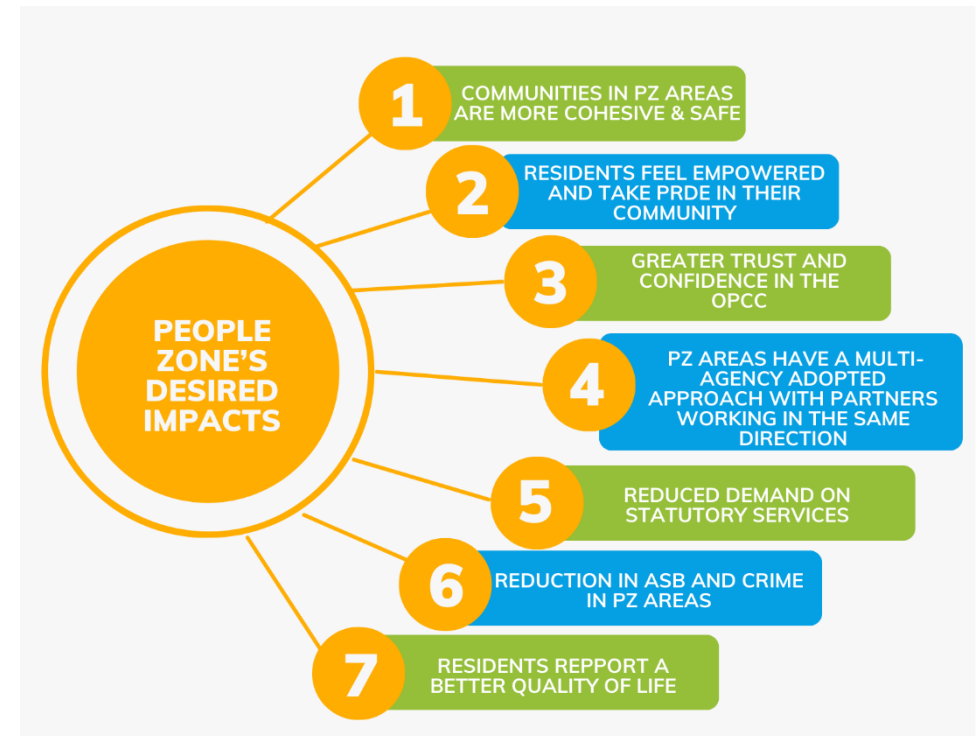 PEOPLE
ZONE'S
DESIRED
IMPACTS
1
COMMUNITIES IN PZ AREAS
ARE MORE COHESIVE & SAFE
2
RESIDENTS FEEL EMPOWERED
AND TAKE PRDE IN THEIR
COMMUNITY
3
GREATER TRUST AND
CONFIDENCE IN THE
OPCC
4
PZ AREAS HAVE A MULTI-
AGENCY ADOPTED
APPROACH WITH PARTNERS
WORKING IN THE SAME
DIRECTION
5
REDUCED DEMAND ON
STATUTORY SERVICES
6
REDUCTION IN ASB AND CRIME
IN PZ AREAS
7
RESIDENTS REPPORT A
BETTER QUALITY OF LIFE